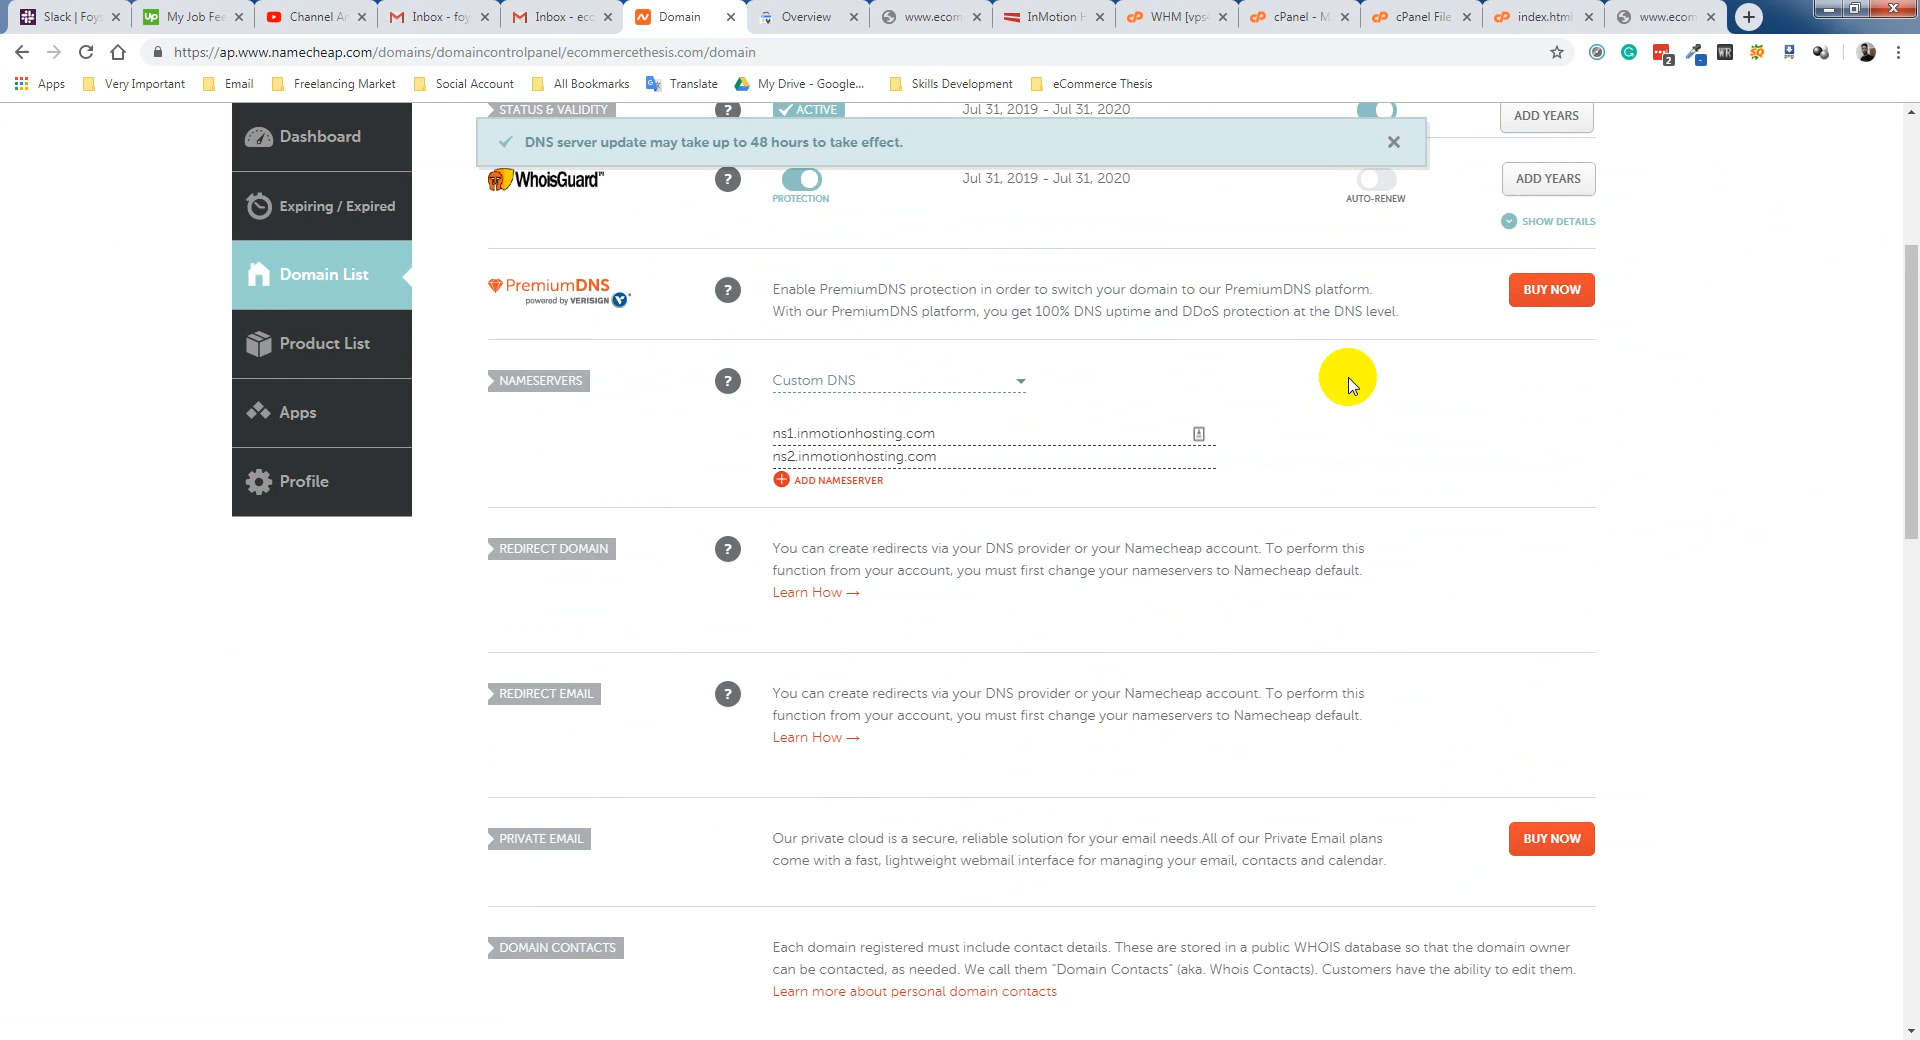 Slack | Foys
My Job Fee
Channel An
Inbox - foy
Inbox - ecc
Domain
Overview
www.ecom
InMotion H
WHM [vps
cPanel - M
cPanel File
index.html
www.ecom
https://ap.www.namecheap.com/domains/domaincontrolpanel/ecommercethesis.com/domain
Apps
Very Important
Email
Freelancing Market
Social Account
All Bookmarks
Translate
My Drive - Google...
Skills Development
eCommerce Thesis
Dashboard
Expiring / Expired
Domain List
Product List
Apps
Profile
STATUS & VALIDITY
?
ACTIVE
Jul 31, 2019 - Jul 31, 2020
ADD YEARS
DNS server update may take up to 48 hours to take effect.
WhoisGuard™
?
PROTECTION
Jul 31, 2019 - Jul 31, 2020
AUTO-RENEW
ADD YEARS
SHOW DETAILS
PremiumDNS
powered by VERISIGN
?
Enable PremiumDNS protection in order to switch your domain to our PremiumDNS platform.
With our PremiumDNS platform, you get 100% DNS uptime and DDoS protection at the DNS level.
BUY NOW
NAMESERVERS
?
Custom DNS
ns1.inmotionhosting.com
ns2.inmotionhosting.com
ADD NAMESERVER
REDIRECT DOMAIN
?
You can create redirects via your DNS provider or your Namecheap account. To perform this
function from your account, you must first change your nameservers to Namecheap default.
Learn How →
REDIRECT EMAIL
?
You can create redirects via your DNS provider or your Namecheap account. To perform this
function from your account, you must first change your nameservers to Namecheap default.
Learn How →
PRIVATE EMAIL
Our private cloud is a secure, reliable solution for your email needs.All of our Private Email plans
come with a fast, lightweight webmail interface for managing your email, contacts and calendar.
BUY NOW
DOMAIN CONTACTS
Each domain registered must include contact details. These are stored in a public WHOIS database so that the domain owner
can be contacted, as needed. We call them "Domain Contacts" (aka. Whois Contacts). Customers have the ability to edit them.
Learn more about personal domain contacts